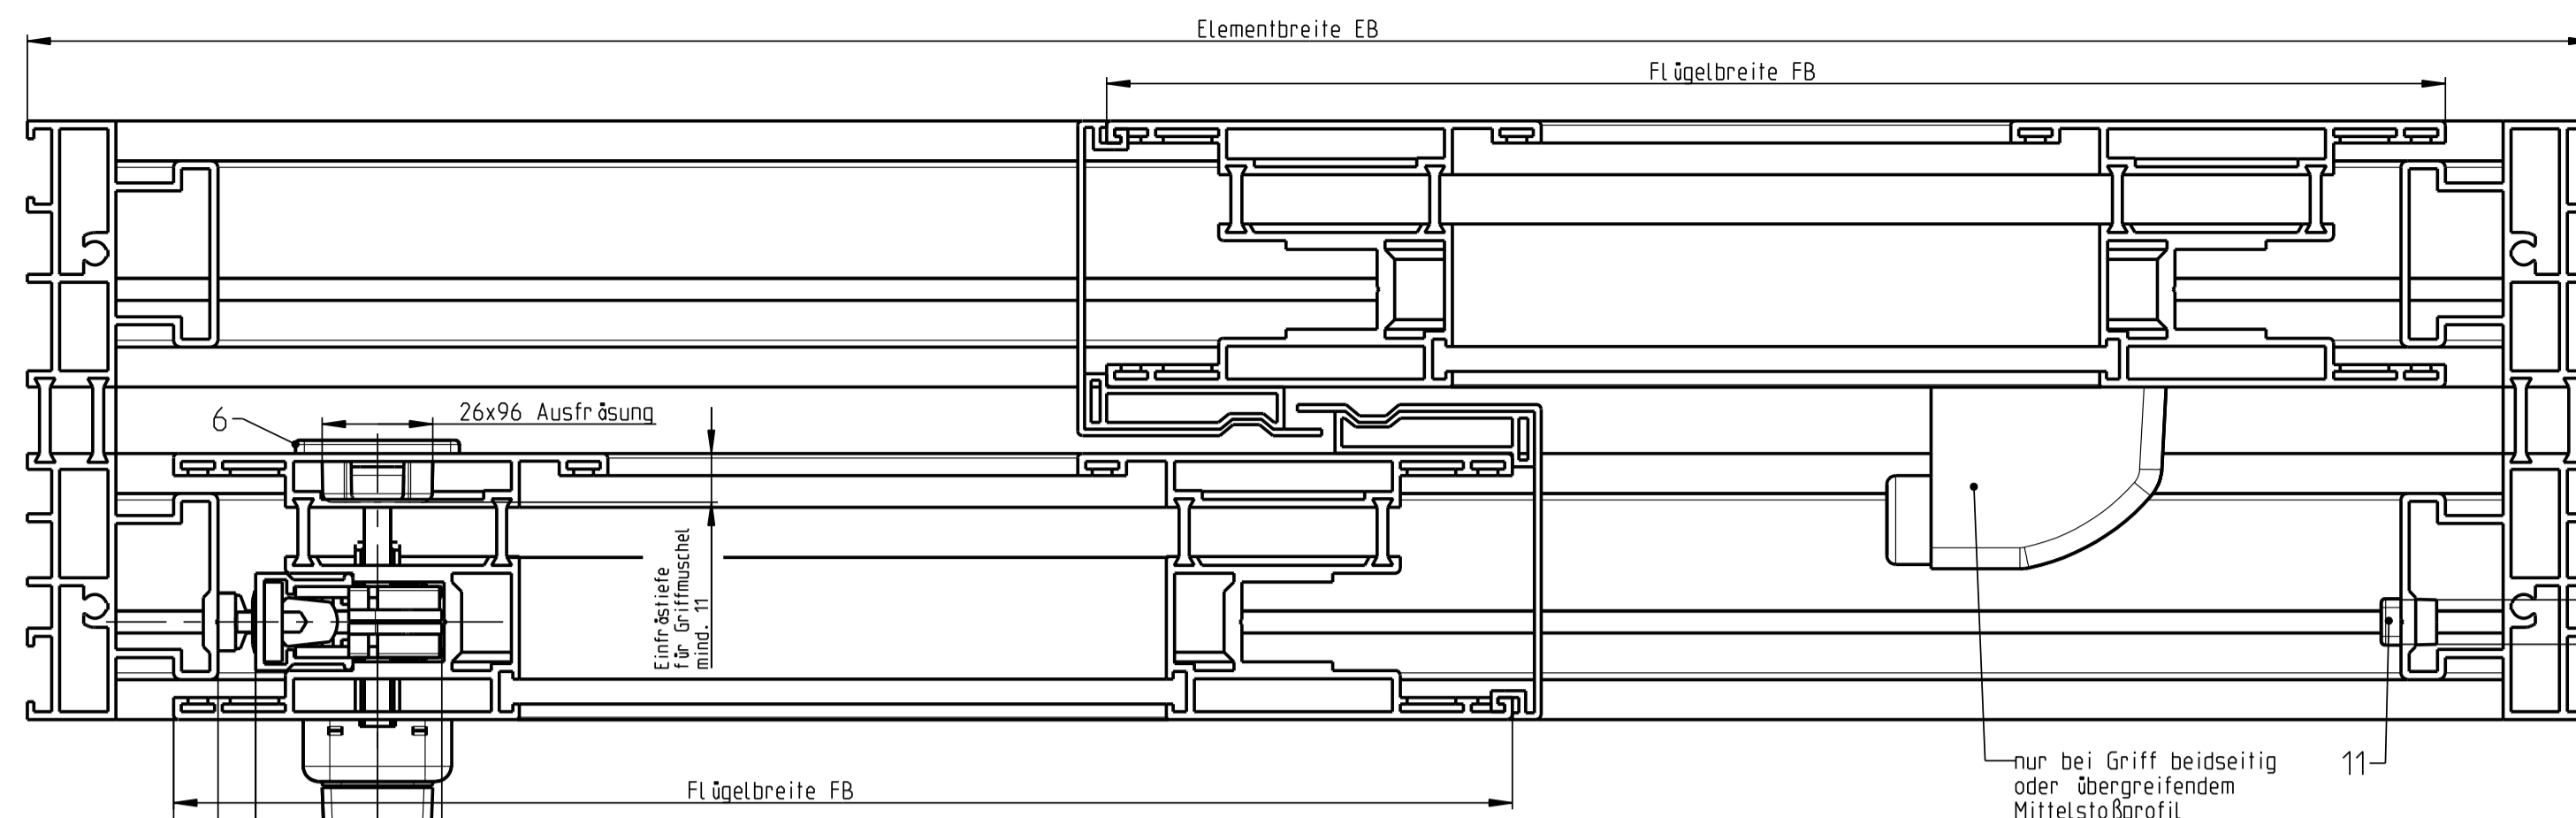 Elementbreite EB
Flügelbreite FB
6
26x96 Ausfräsung
Einfrästiefe
für Griffmuschel
mind. 11
nur bei Griff beidseitig
oder übergreifendem
Mittelstoßprofil
11
Flügelbreite FB